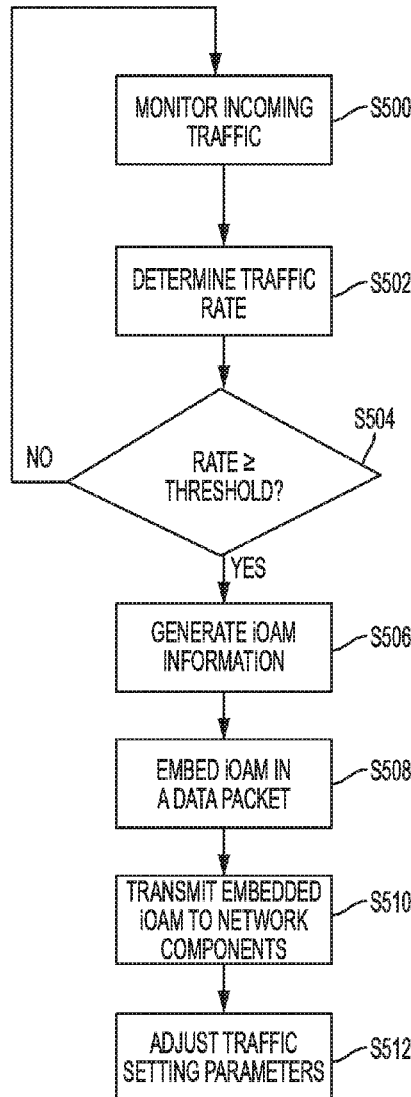 MONITOR INCOMING
TRAFFIC
S500
DETERMINE TRAFFIC
RATE
S502
S504
NO
RATE ≥
THRESHOLD?
YES
GENERATE iOAM
INFORMATION
S506
EMBED iOAM IN
A DATA PACKET
S508
TRANSMIT EMBEDDED
iOAM TO NETWORK
COMPONENTS
S510
ADJUST TRAFFIC
SETTING PARAMETERS
S512